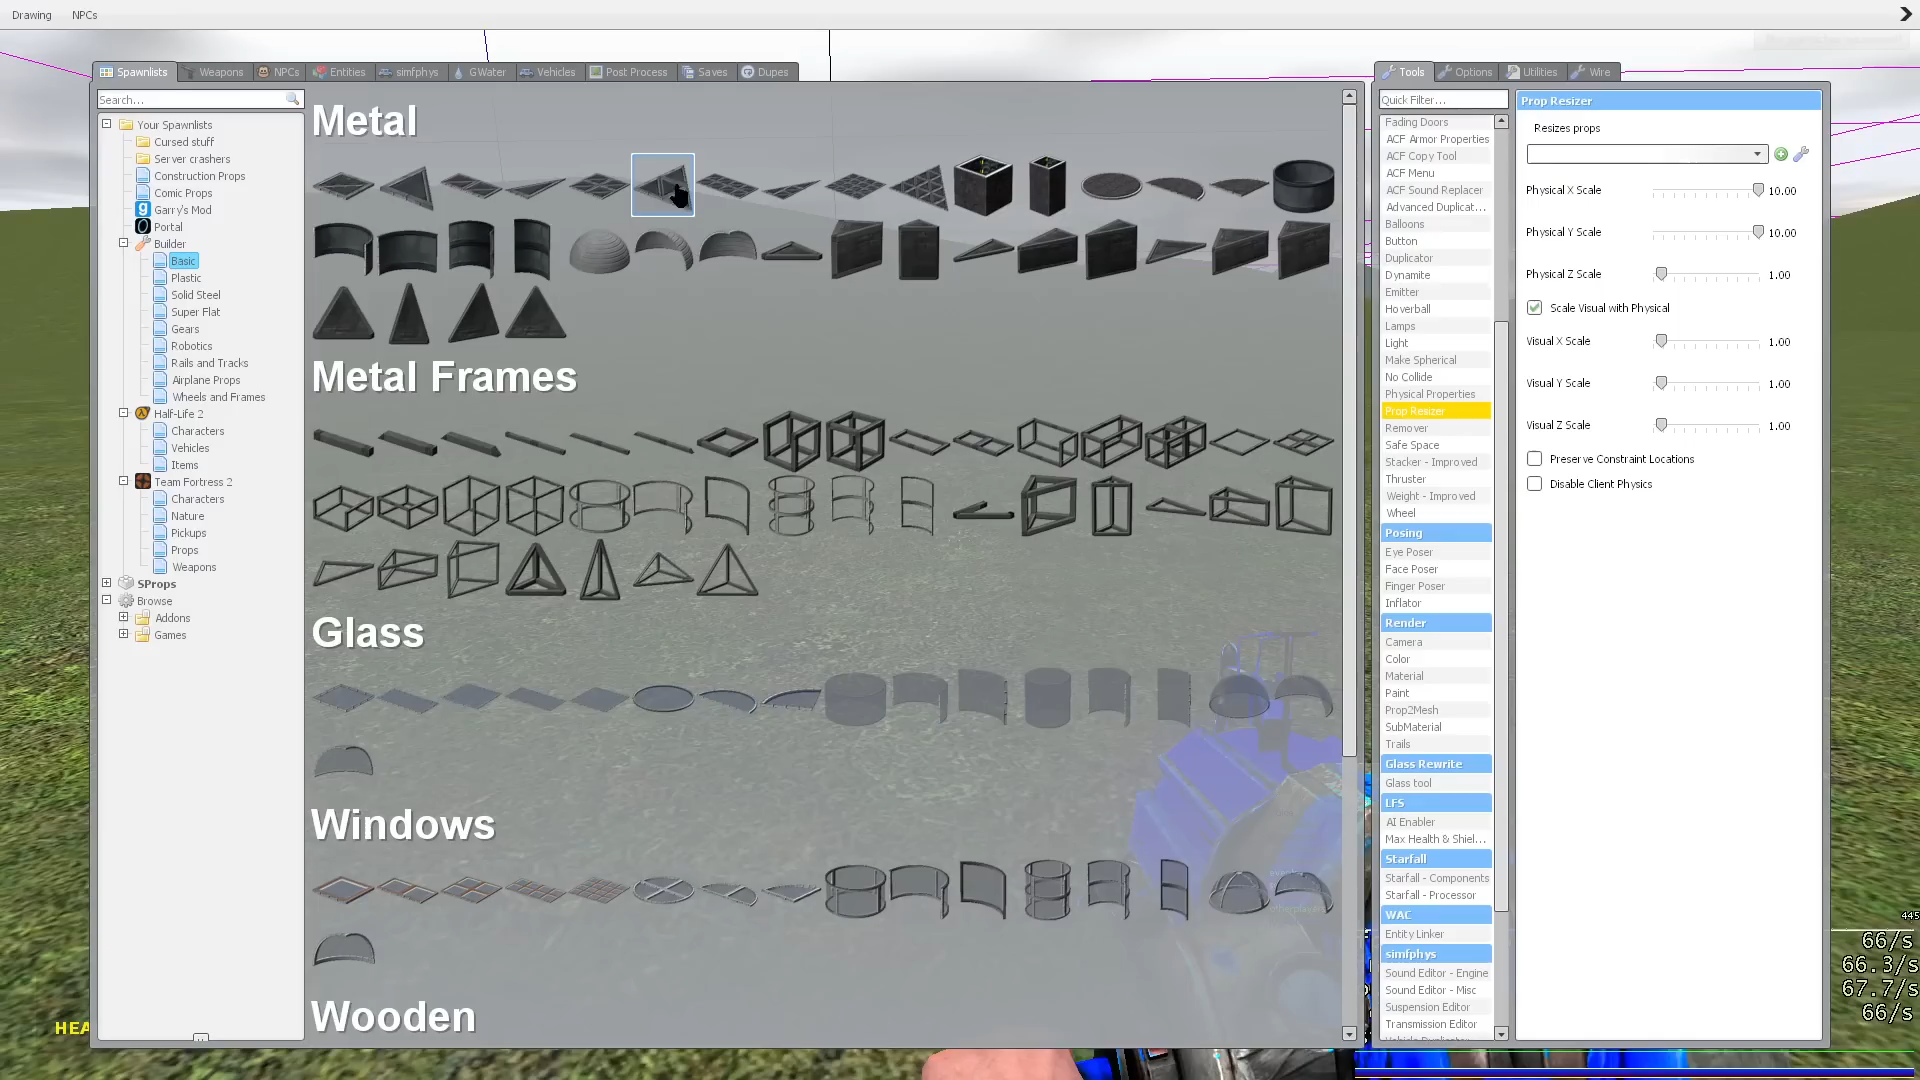 Drawing NPCs
Spawnlists Weapons NPCs Entities simfphys GWater Vehicles Post Process Saves Dupes
Tools Options Utilities Wire
Search...
Your Spawnlists
Cursed stuff
Server crashers
Construction Props
Comic Props
Garry's Mod
Portal
Builder
Basic
Plastic
Solid Steel
Super Flat
Gears
Robotics
Rails and Tracks
Airplane Props
Wheels and Frames
Half-Life 2
Characters
Vehicles
Items
Team Fortress 2
Characters
Nature
Pickups
Props
Weapons
SProps
Browse
Addons
Games
Metal
Metal Frames
Glass
Windows
Wooden
Quick Filter...
Fading Doors
ACF Armor Properties
ACF Copy Tool
ACF Menu
ACF Sound Replacer
Advanced Duplicat...
Balloons
Button
Duplicator
Dynamite
Emitter
Hoverball
Lamps
Light
Make Spherical
No Collide
Physical Properties
Prop Resizer
Remover
Safe Space
Stacker - Improved
Thruster
Weight - Improved
Wheel
Posing
Eye Poser
Face Poser
Finger Poser
Inflator
Render
Camera
Color
Material
Paint
Prop2Mesh
SubMaterial
Trails
Glass Rewrite
Glass tool
LFS
AI Enabler
Max Health & Shiel...
Starfall
Starfall - Components
Starfall - Processor
WAC
Entity Linker
simfphys
Sound Editor - Engine
Sound Editor - Misc
Suspension Editor
Transmission Editor
Prop Resizer
Resizes props
Physical X Scale 10.00
Physical Y Scale 10.00
Physical Z Scale 1.00
Scale Visual with Physical
Visual X Scale 1.00
Visual Y Scale 1.00
Visual Z Scale 1.00
Preserve Constraint Locations
Disable Client Physics
HEA
445
66/s
66.3/s
67.7/s
66/s